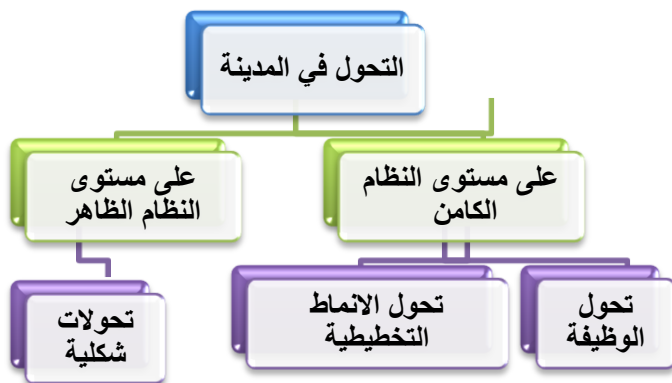 التحول في المدينة
على مستوى النظام
الكامن
على مستوى
النظام الظاهر
تحول
الوظيفة
تحول الانماط
التخطيطية
تحولات
شكلية